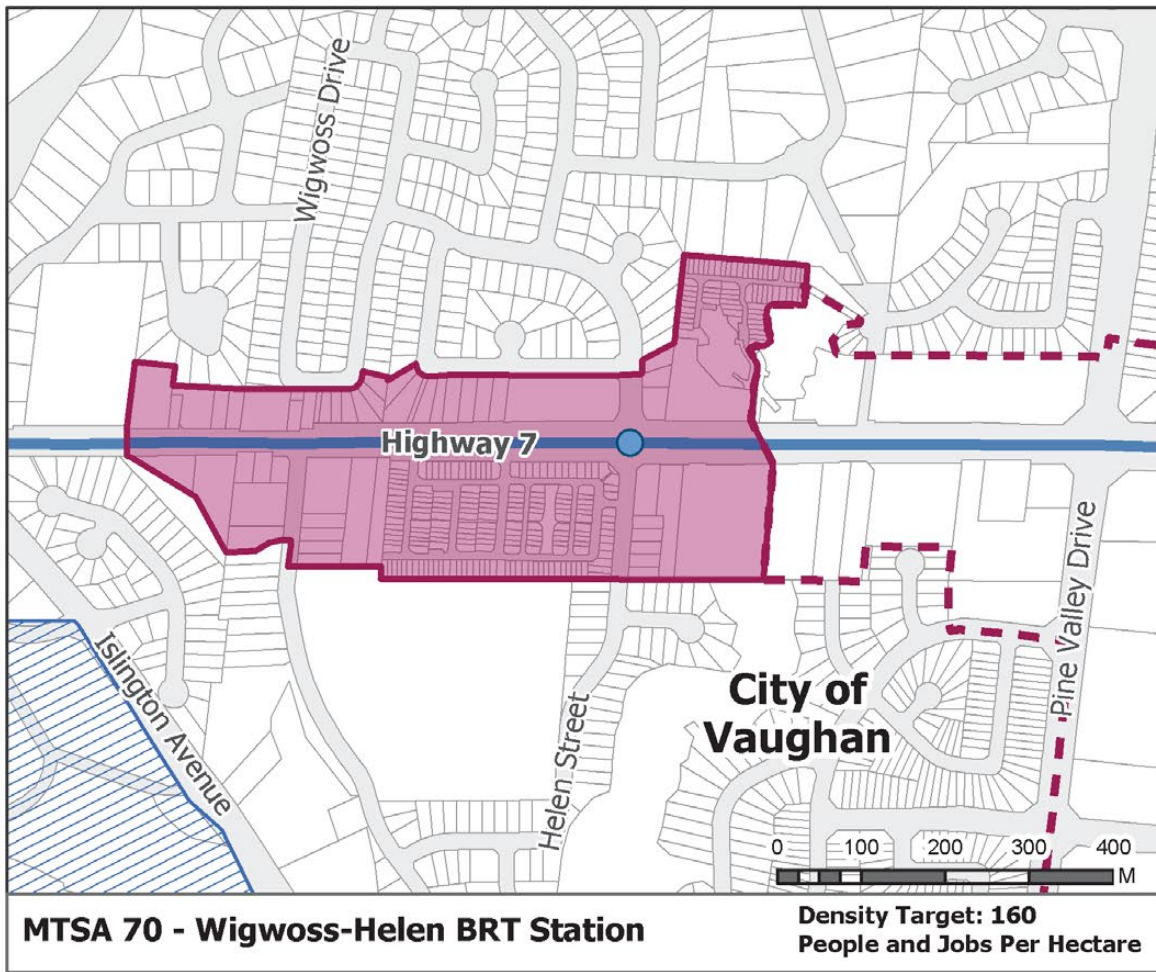 Wigwoss Drive
Highway 7
Pine Valley Drive
Islington Avenue
Helen Street
City of
Vaughan
0 100 200 300 400
M
MTSA 70 - Wigwoss-Helen BRT Station
Density Target: 160
People and Jobs Per Hectare